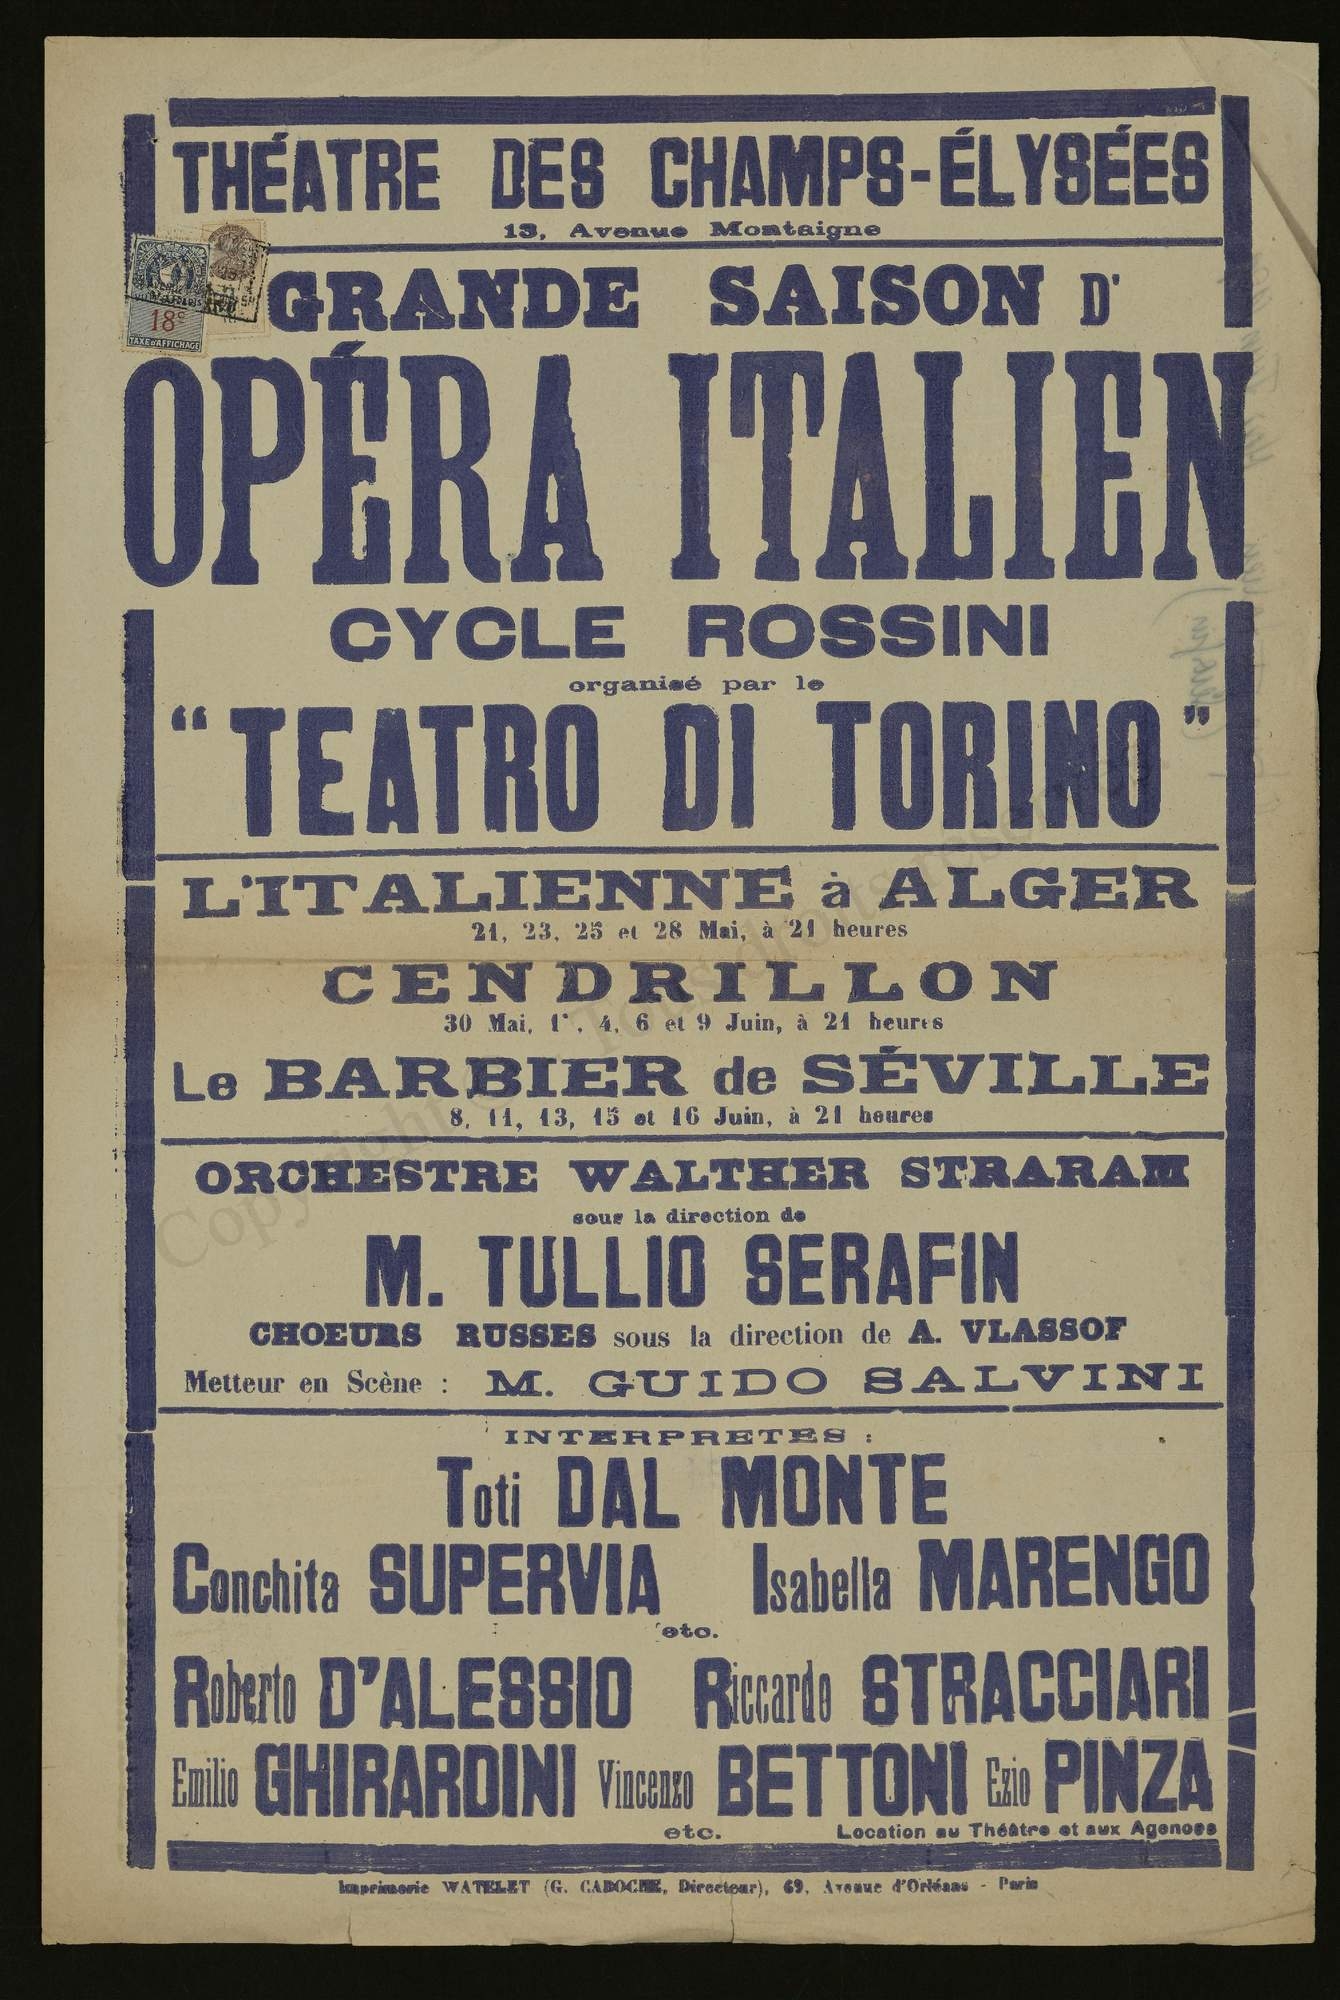 THÉATRE DES CHAMPS-ÉLYSÉES
13, Avenue Montaigne
18c
TAXE D'AFFICHAGE
GRANDE SAISON D'
OPÉRA ITALIEN
CYCLE ROSSINI
organisé par le
“TEATRO DI TORINO”
L'ITALIENNE à ALGER
21, 23, 25 et 28 Mai, à 21 heures
CENDRILLON
30 Mai, 1er, 4, 6 et 9 Juin, à 21 heures
Le BARBIER de SÉVILLE
8, 11, 13, 15 et 16 Juin, à 21 heures
ORCHESTRE WALTHER STRARAM
sous la direction de
M. TULLIO SERAFIN
CHOEURS RUSSES sous la direction de A. VLASSOF
Metteur en Scène : M. GUIDO SALVINI
INTERPRETES :
Toti DAL MONTE
Conchita SUPERVIA Isabella MARENGO
etc.
Roberto D'ALESSIO Riccardo STRACCIARI
Emilio GHIRARDINI Vincenzo BETTONI Ezio PINZA
etc. Location au Théâtre et aux Agences
Imprimerie WATELET (G. CADOCHE, Directeur), 69, Avenue d'Orléans - Paris
Copyright © - Tous droits réservés.